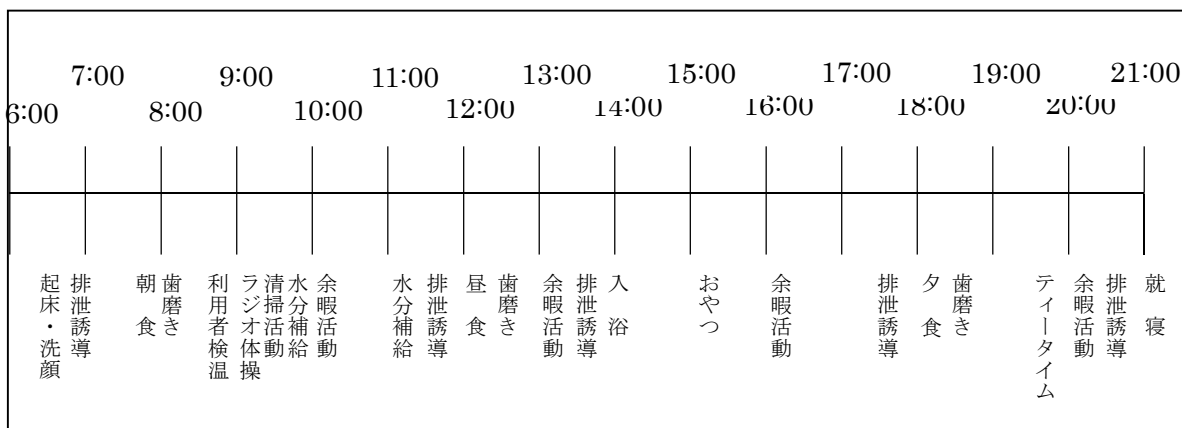 7:00 9:00 11:00 13:00 15:00 17:00 19:00 21:00
6:00 8:00 10:00 12:00 14:00 16:00 18:00 20:00
起床・洗顔
排泄誘導
朝 食
歯磨き
利用者検温
ラジオ体操
清掃活動
水分補給
余暇活動
水分補給
排泄誘導
昼 食
歯磨き
余暇活動
排泄誘導
入 浴
おやつ
余暇活動
排泄誘導
夕 食
歯磨き
ティータイム
余暇活動
排泄誘導
就 寝